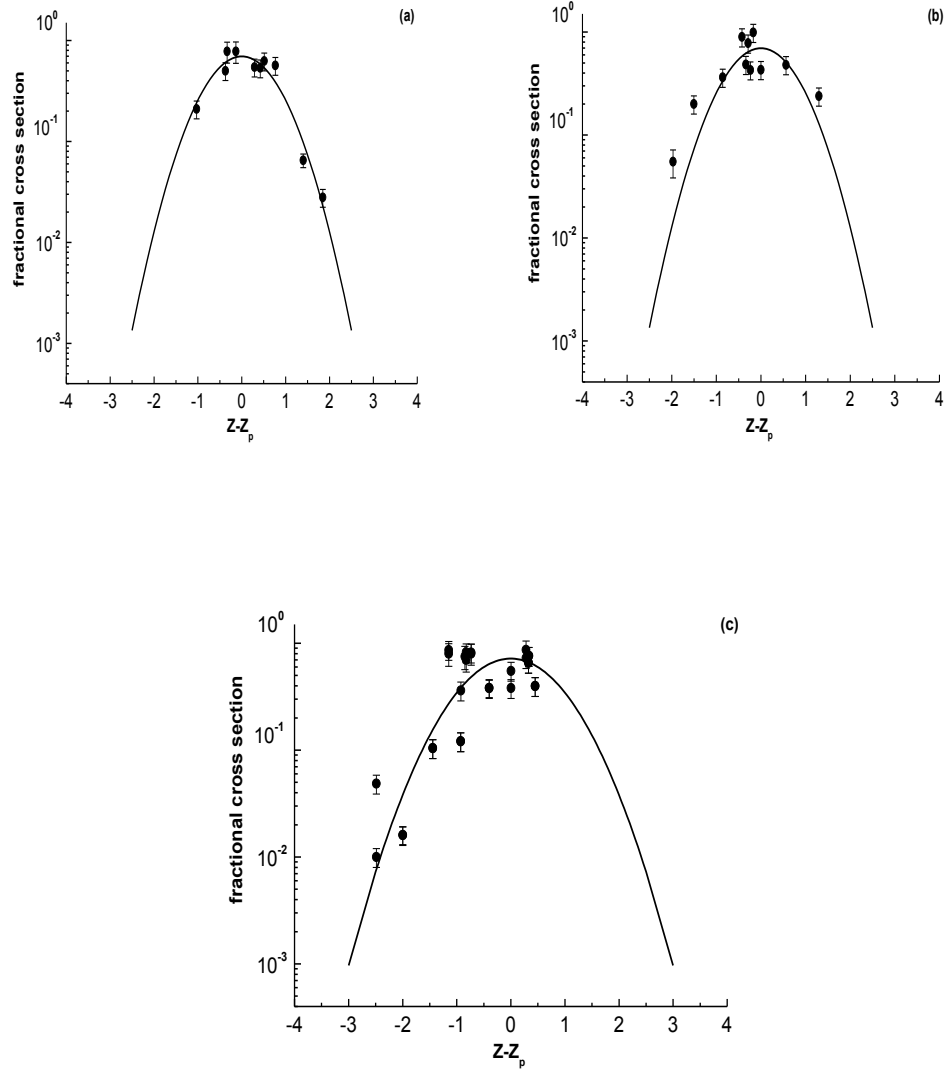 (a)
fractional cross section
10^0
10^-1
10^-2
10^-3
-4 -3 -2 -1 0 1 2 3 4
Z-Z_p
(b)
fractional cross section
10^0
10^-1
10^-2
10^-3
-4 -3 -2 -1 0 1 2 3 4
Z-Z_p
(c)
fractional cross section
10^0
10^-1
10^-2
10^-3
-4 -3 -2 -1 0 1 2 3 4
Z-Z_p